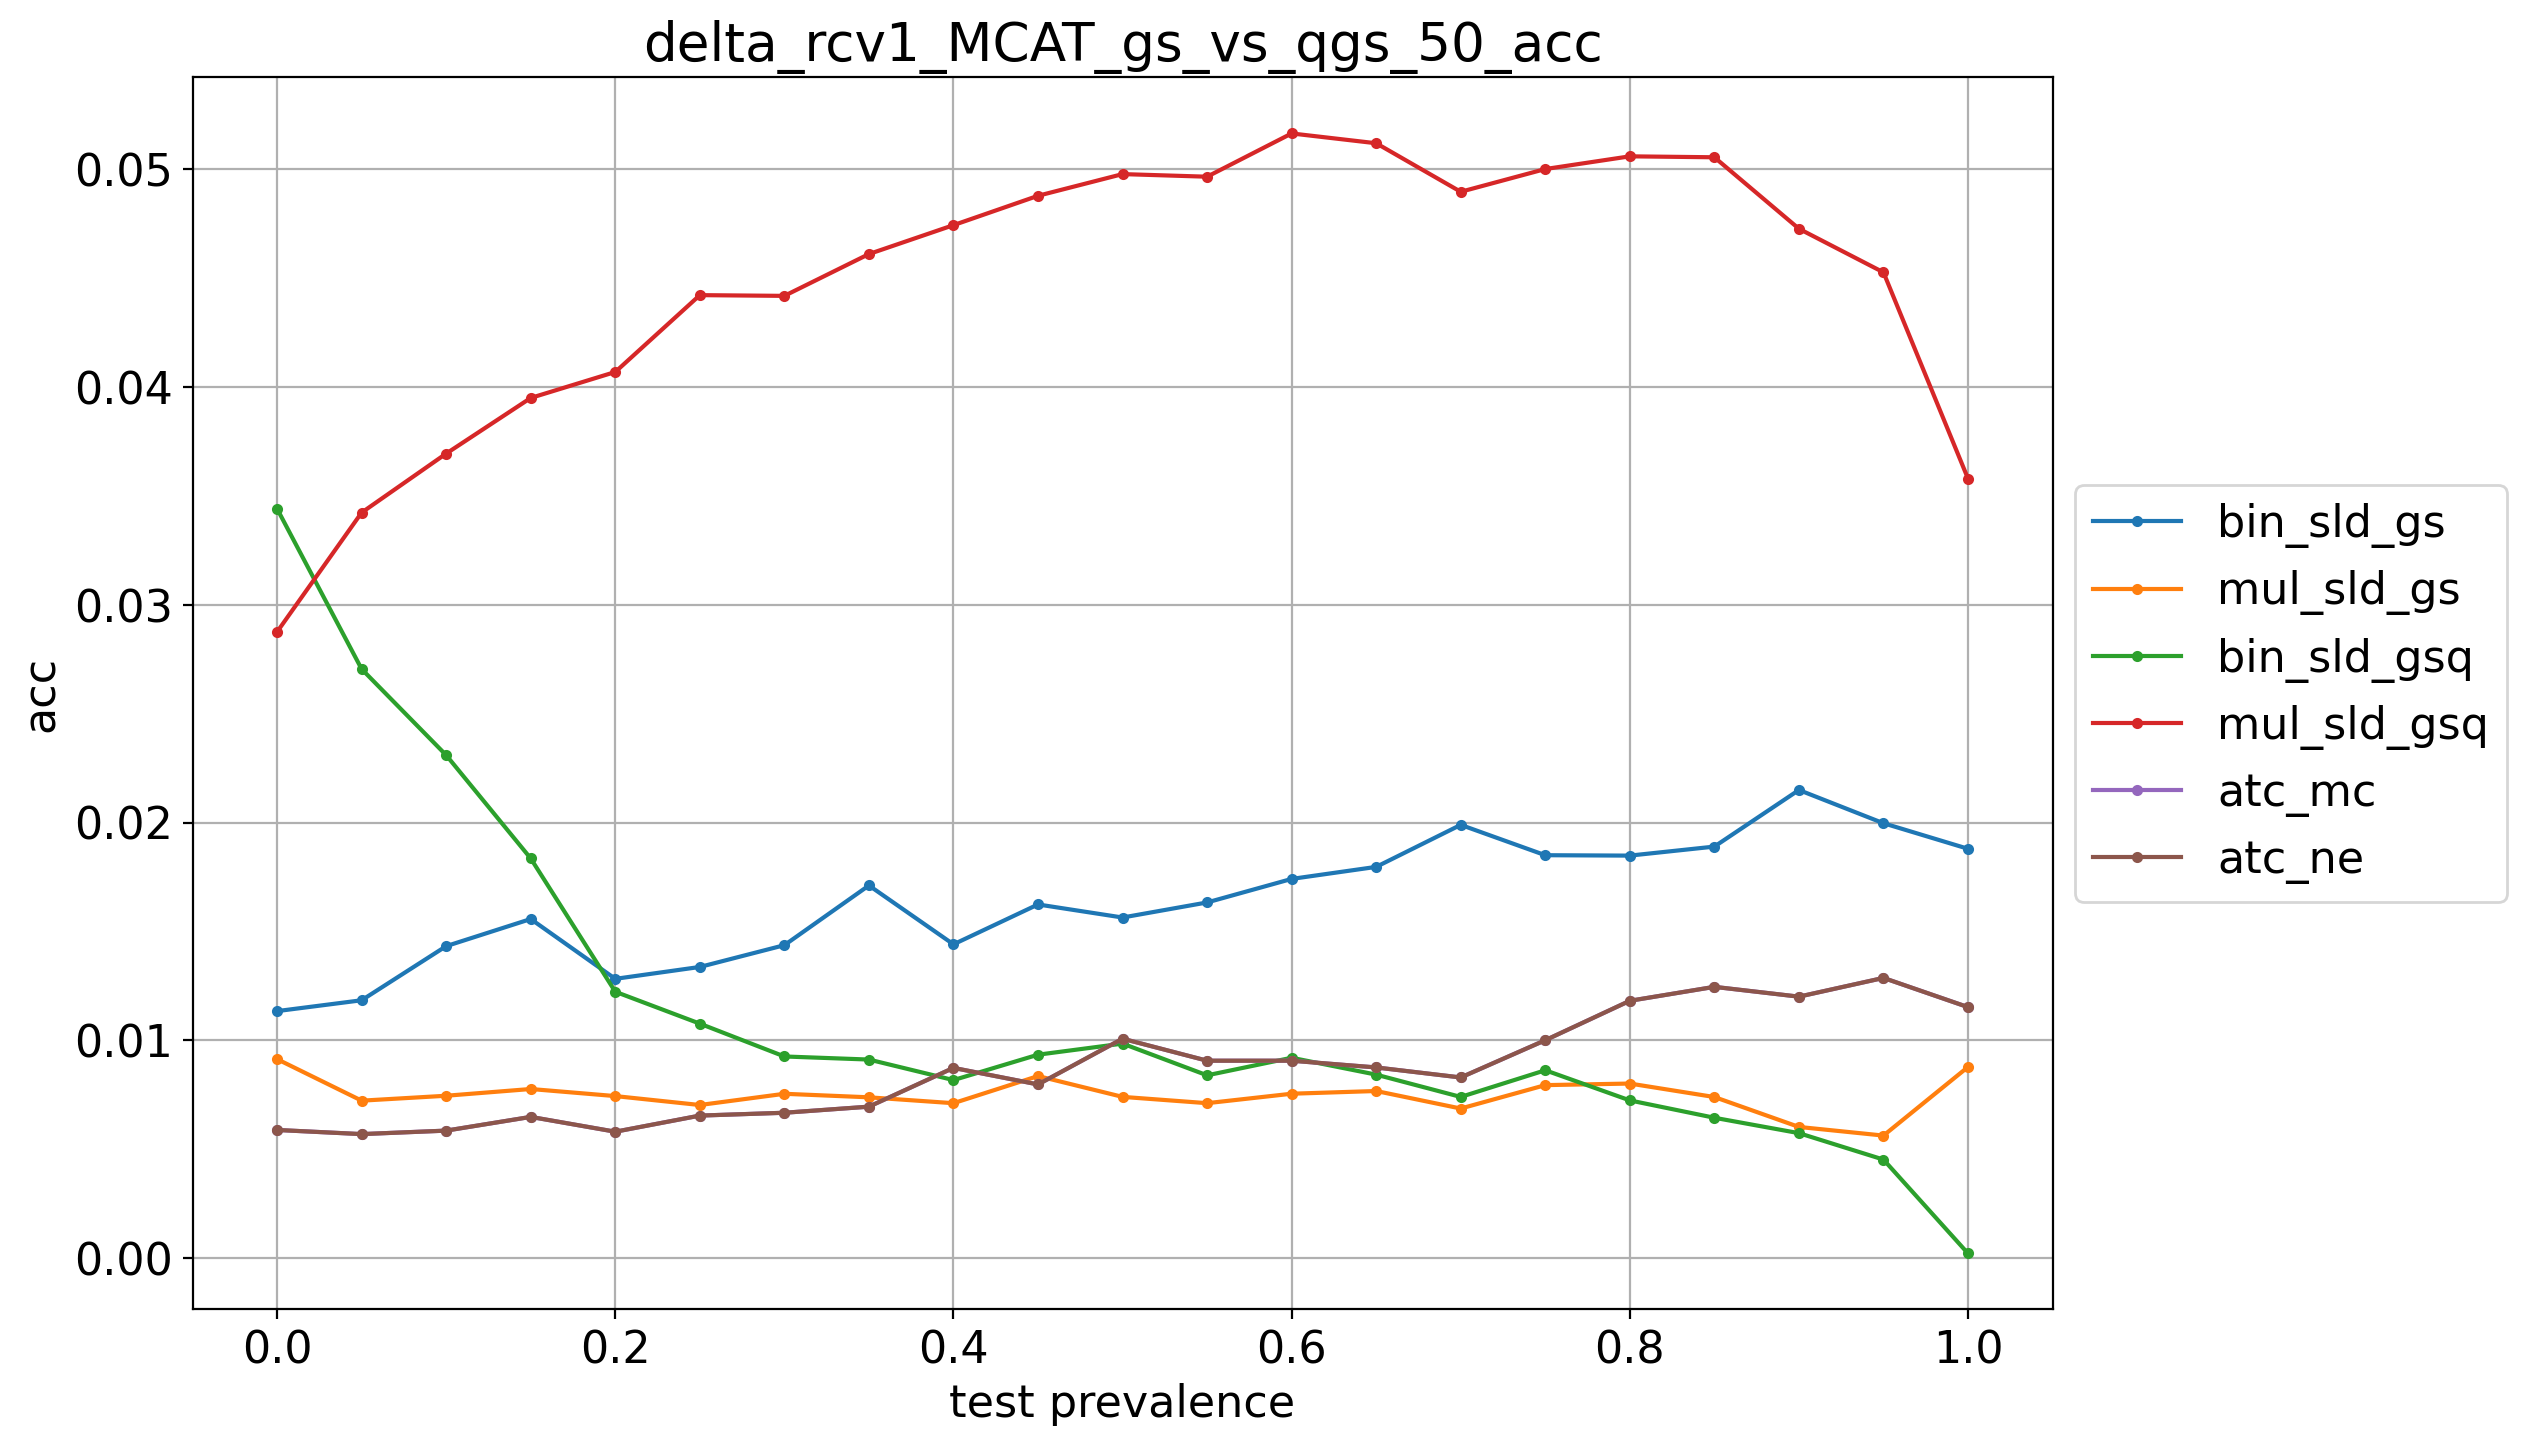 delta_rcv1_MCAT_gs_vs_qgs_50_acc
0.05
0.04
0.03
0.02
0.01
0.00
acc
0.0 0.2 0.4 0.6 0.8 1.0
test prevalence
bin_sld_gs
mul_sld_gs
bin_sld_gsq
mul_sld_gsq
atc_mc
atc_ne